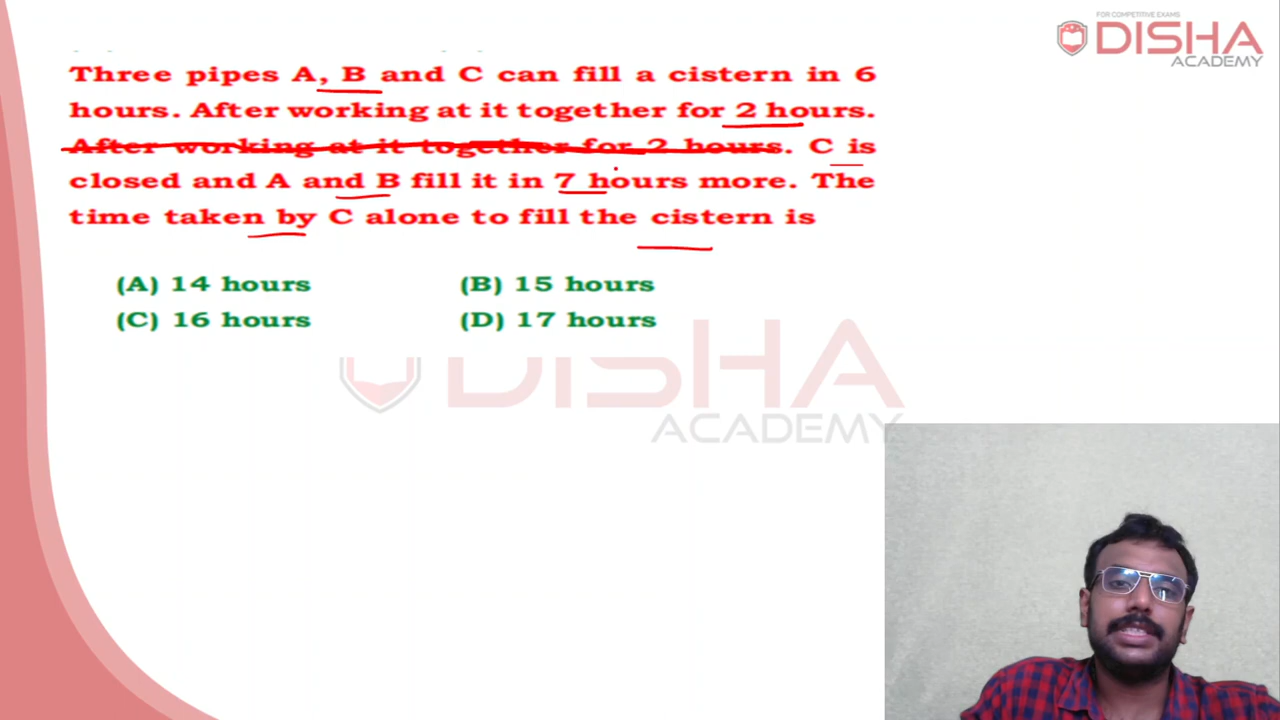 FOR COMPETITIVE EXAMS
DISHA
ACADEMY
Three pipes A, B and C can fill a cistern in 6
hours. After working at it together for 2 hours.
After working at it together for 2 hours. C is
closed and A and B fill it in 7 hours more. The
time taken by C alone to fill the cistern is
(A) 14 hours (B) 15 hours
(C) 16 hours (D) 17 hours
DISHA
ACADEMY